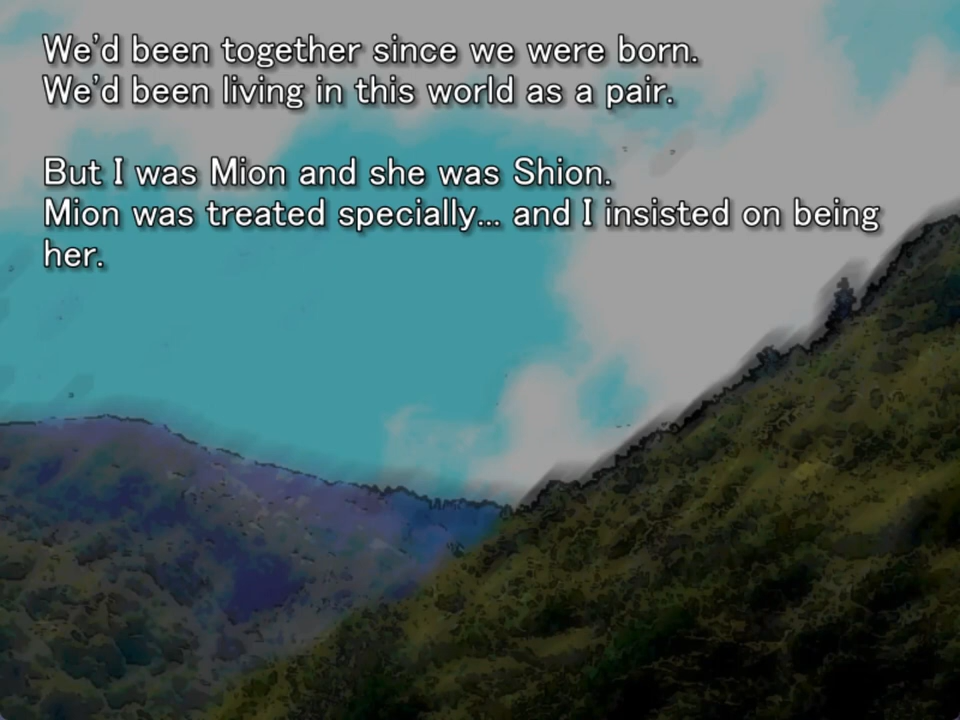 We'd been together since we were born.
We'd been living in this world as a pair.
But I was Mion and she was Shion.
Mion was treated specially... and I insisted on being
her.